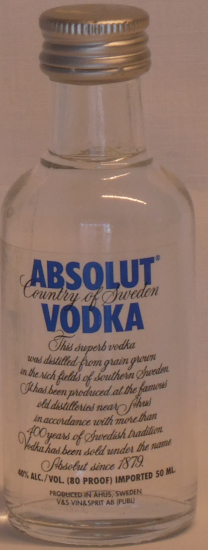 ABSOLUT®
Country of Sweden
VODKA
This superb vodka
was distilled from grain grown
in the rich fields of southern Sweden.
It has been produced at the famous
old distilleries near Åhus
in accordance with more than
400 years of Swedish tradition.
Vodka has been sold under the name
Absolut since 1879.
40% ALC./VOL. (80 PROOF) IMPORTED 50 ML.
PRODUCED IN ÅHUS, SWEDEN
V&S VIN&SPRIT AB (PUBL)